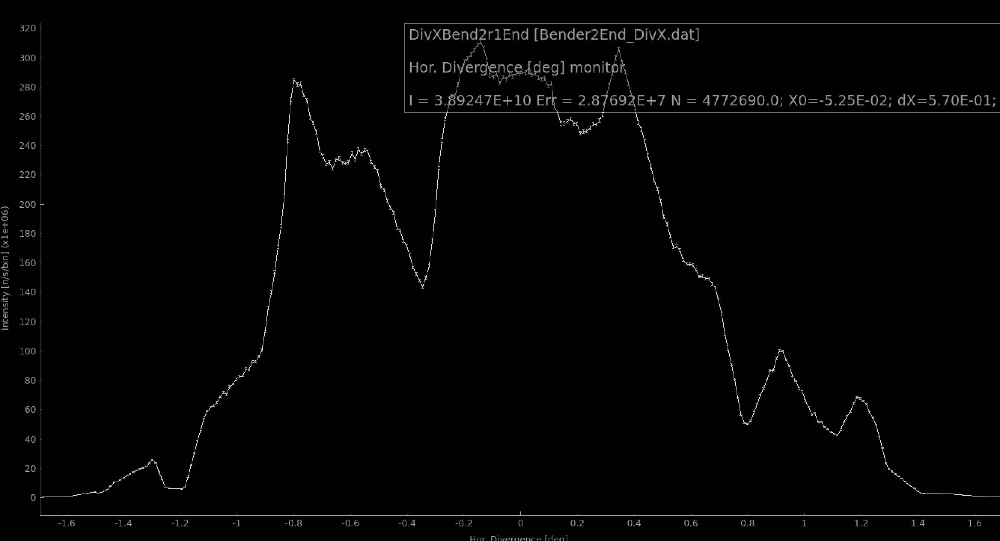 DivXBend2r1End [Bender2End_DivX.dat]
Hor. Divergence [deg] monitor
I = 3.89247E+10 Err = 2.87692E+7 N = 4772690.0; X0=-5.25E-02; dX=5.70E-01;
Intensity [n/s/bin] (x1e+06)
320
300
280
260
240
220
200
180
160
140
120
100
80
60
40
20
0
-1.6 -1.4 -1.2 -1 -0.8 -0.6 -0.4 -0.2 0 0.2 0.4 0.6 0.8 1 1.2 1.4 1.6
Hor. Divergence [deg]